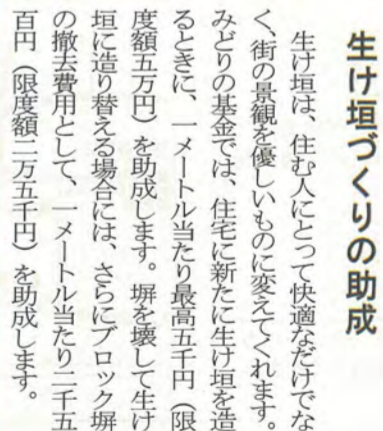 生け垣づくりの助成
生け垣は、住む人にとって快適なだけでな
く、街の景観を優しいものに変えてくれます。
みどりの基金では、住宅に新たに生け垣を造
るときに、一メートル当たり最高五千円（限
度額五万円）を助成します。塀を壊して生け
垣に造り替える場合には、さらにブロック塀
の撤去費用として、一メートル当たり二千五
百円（限度額二万五千円）を助成します。